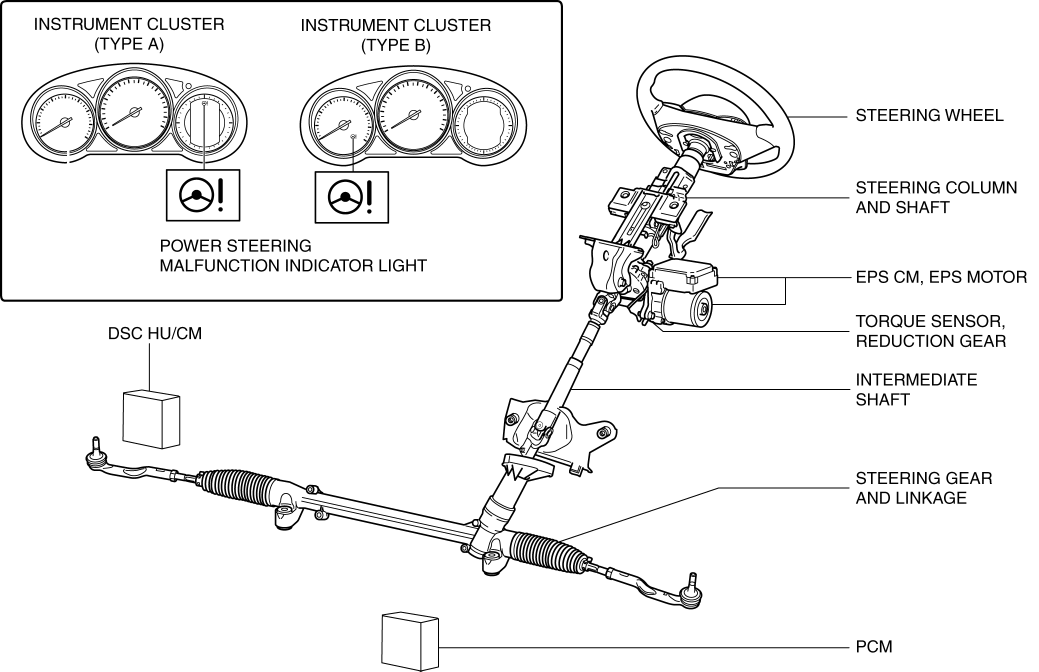 INSTRUMENT CLUSTER
(TYPE A)
INSTRUMENT CLUSTER
(TYPE B)
POWER STEERING
MALFUNCTION INDICATOR LIGHT
STEERING WHEEL
STEERING COLUMN
AND SHAFT
EPS CM, EPS MOTOR
TORQUE SENSOR,
REDUCTION GEAR
DSC HU/CM
INTERMEDIATE
SHAFT
STEERING GEAR
AND LINKAGE
PCM